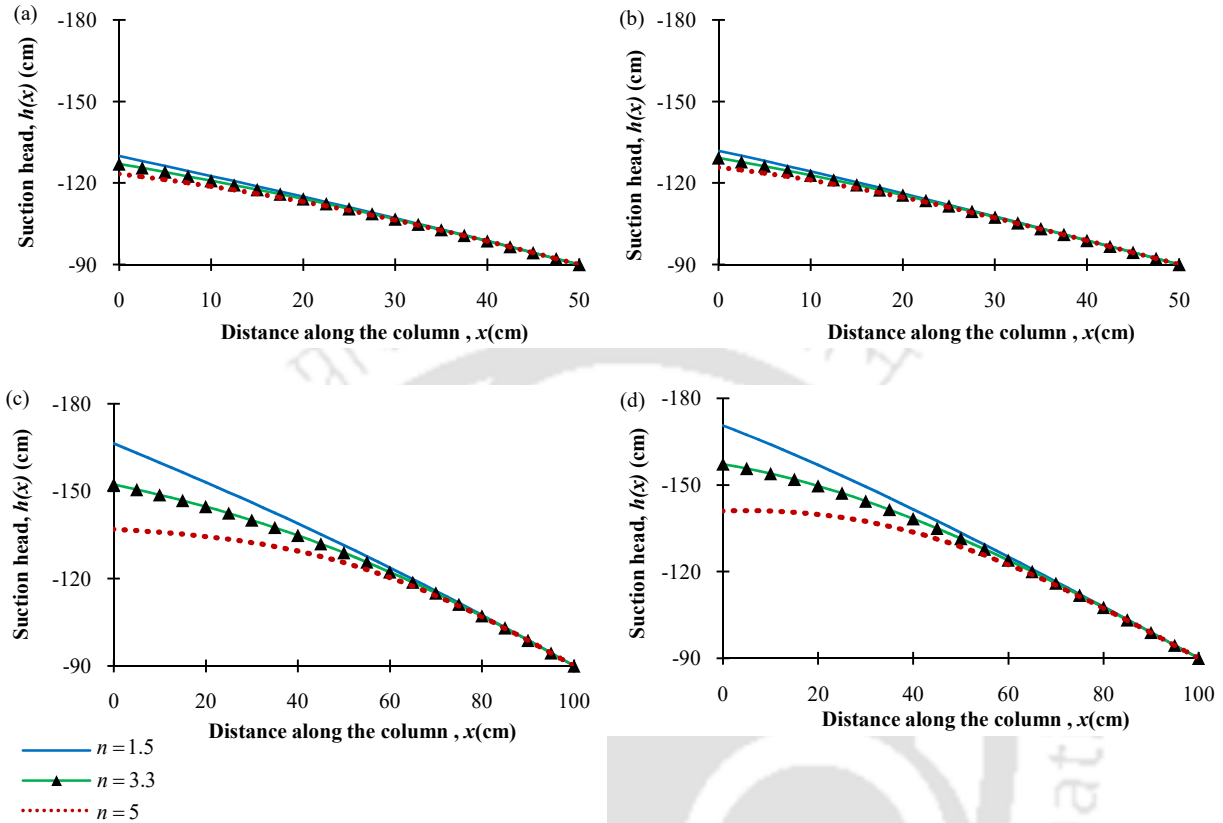 (a)
-180
-150
-120
-90
Suction head, h(x) (cm)
0 10 20 30 40 50
Distance along the column , x(cm)
(b)
-180
-150
-120
-90
Suction head, h(x) (cm)
0 10 20 30 40 50
Distance along the column , x(cm)
(c)
-180
-150
-120
-90
Suction head, h(x) (cm)
0 20 40 60 80 100
Distance along the column , x(cm)
(d)
-180
-150
-120
-90
Suction head, h(x) (cm)
0 20 40 60 80 100
Distance along the column , x(cm)
n = 1.5
n = 3.3
n = 5